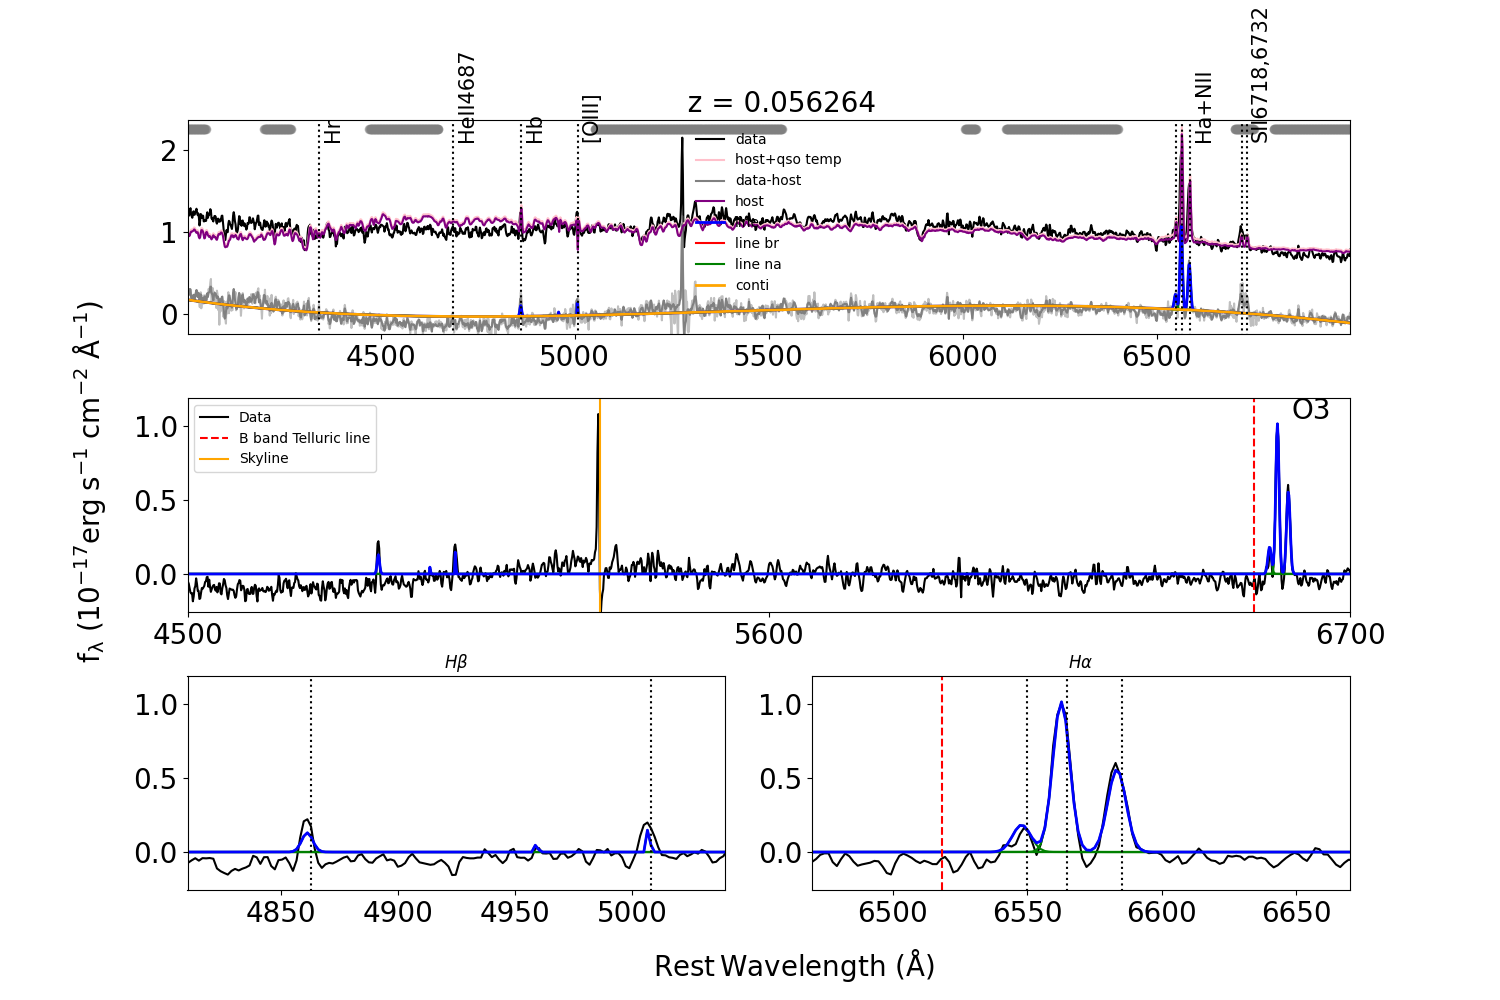 z = 0.056264
Hr
HeII4687
Hb
[OIII]
Ha+NII
SII6718,6732
data
host+qso temp
data-host
host
line br
line na
conti
2
1
0
4500 5000 5500 6000 6500
fλ (10⁻¹⁷erg s⁻¹ cm⁻² Å⁻¹)
Data
B band Telluric line
Skyline
O3
1.0
0.5
0.0
4500 5600 6700
Hβ
1.0
0.5
0.0
4850 4900 4950 5000
Hα
1.0
0.5
0.0
6500 6550 6600 6650
Rest Wavelength (Å)